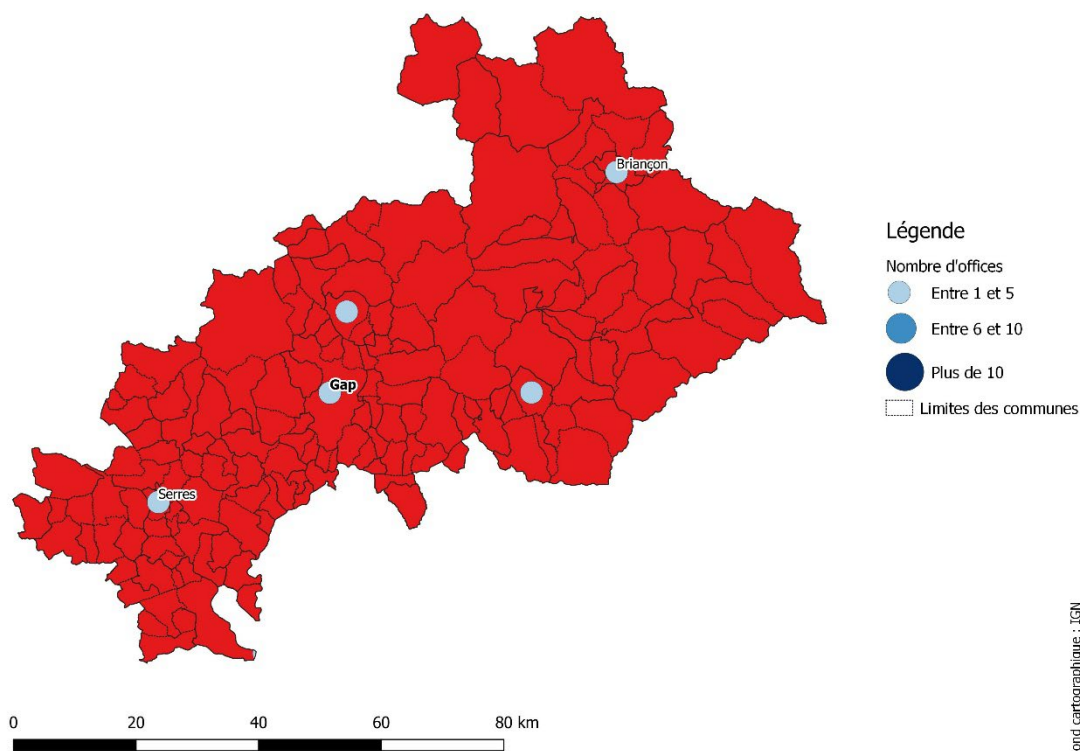 Briançon
Gap
Serres
Légende
Nombre d'offices
Entre 1 et 5
Entre 6 et 10
Plus de 10
Limites des communes
0 20 40 60 80 km
ond cartographique : IGN